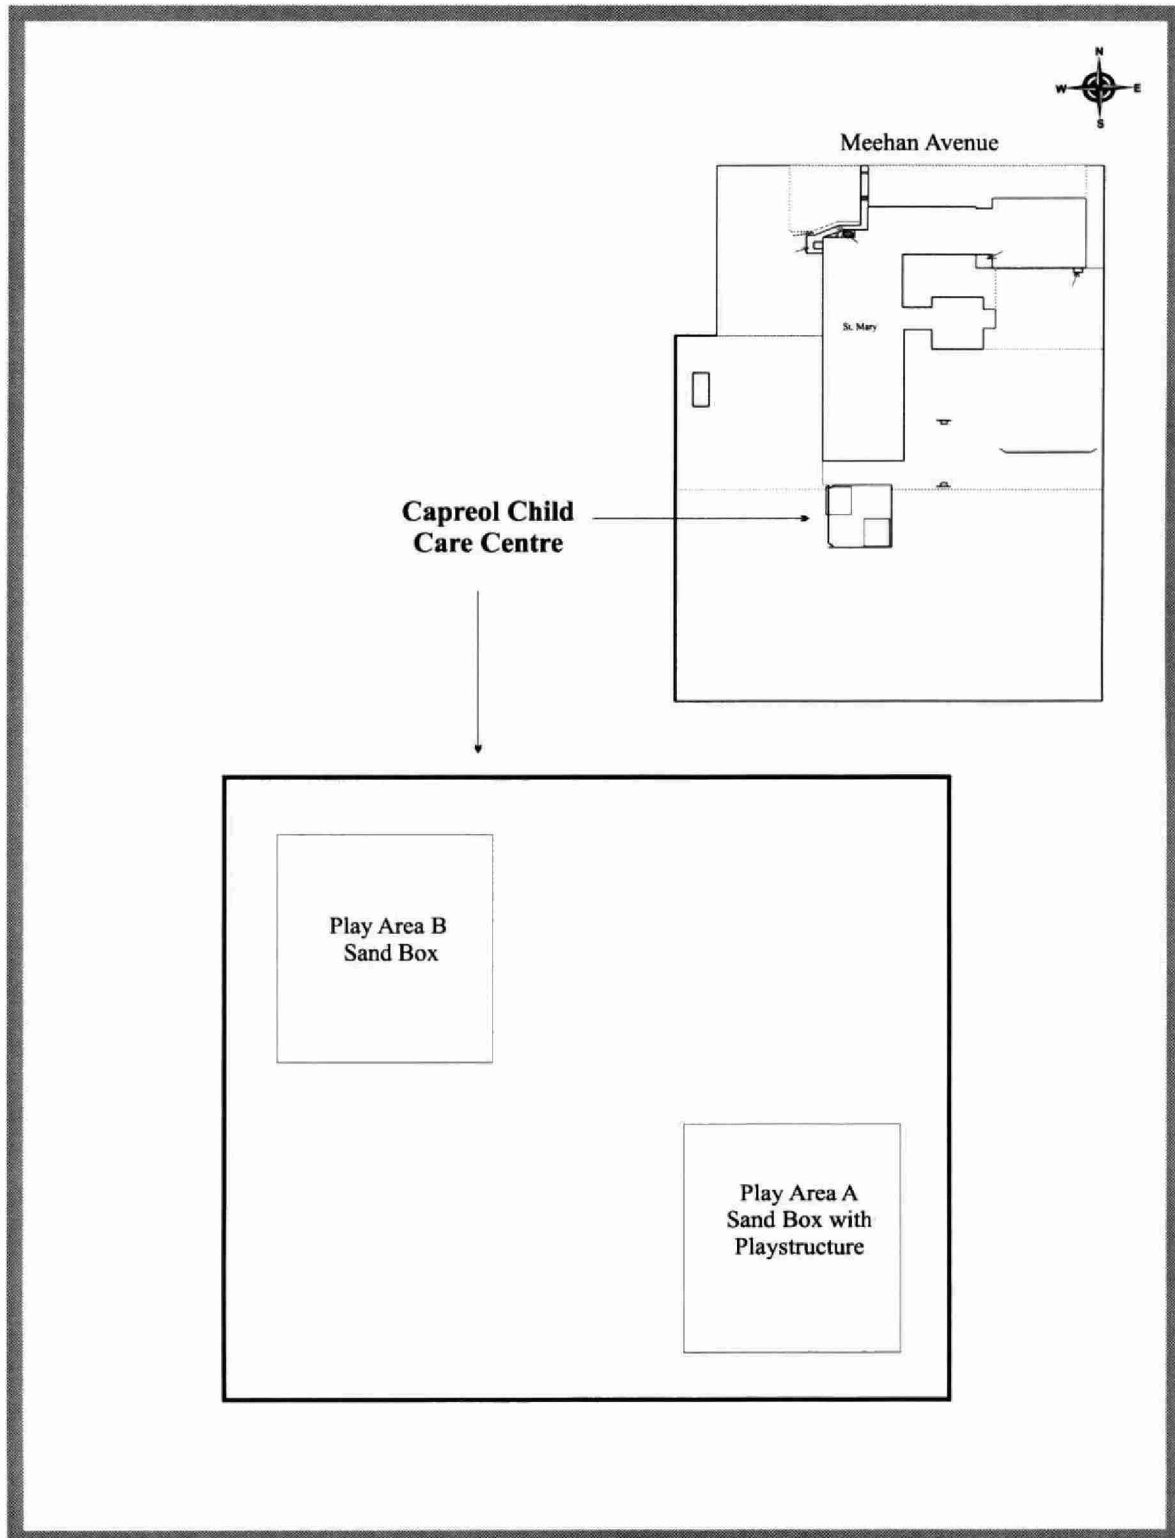 N
W E
S
Meehan Avenue
St. Mary
Capreol Child
Care Centre
Play Area B
Sand Box
Play Area A
Sand Box with
Playstructure